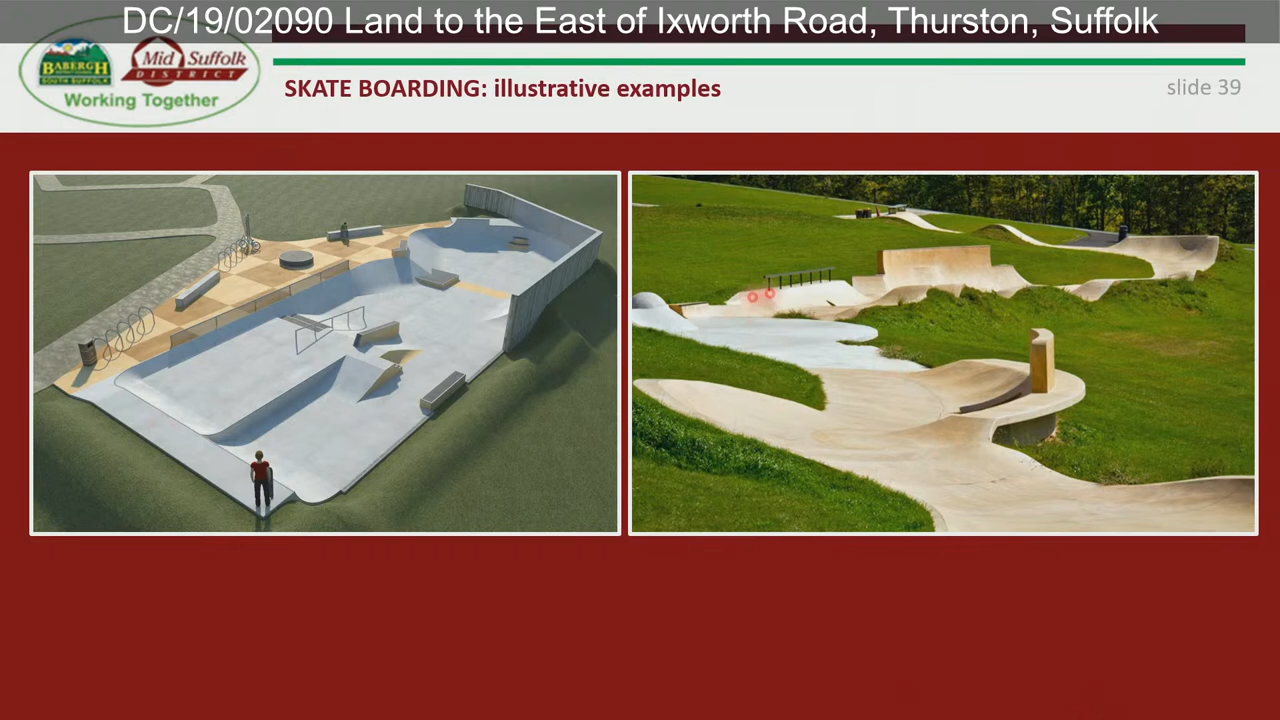 DC/19/02090 Land to the East of Ixworth Road, Thurston, Suffolk
BABERGH
SOUTH SUFFOLK
Mid Suffolk
DISTRICT
Working Together
SKATE BOARDING: illustrative examples
slide 39